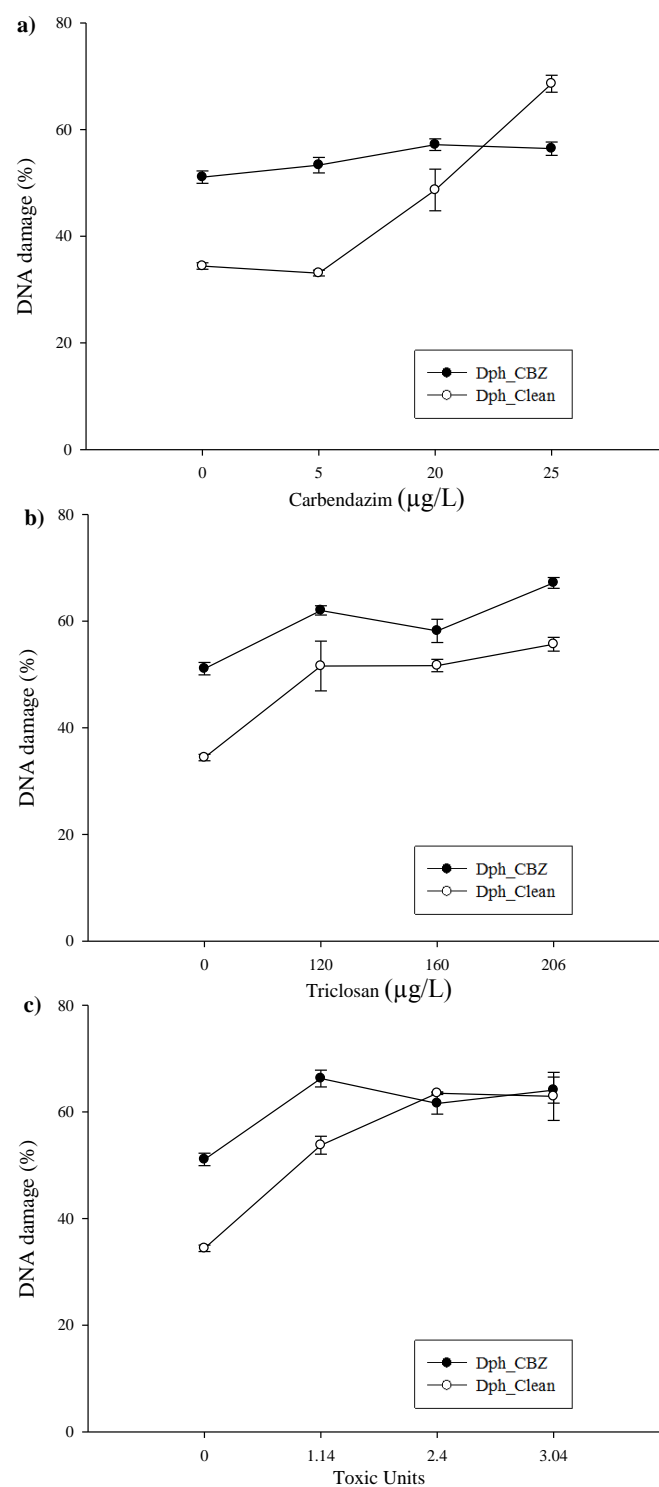 a)
80
60
40
20
0
DNA damage (%)
Dph_CBZ
Dph_Clean
0 5 20 25
Carbendazim (µg/L)
b)
80
60
40
20
0
DNA damage (%)
Dph_CBZ
Dph_Clean
0 120 160 206
Triclosan (µg/L)
c)
80
60
40
20
0
DNA damage (%)
Dph_CBZ
Dph_Clean
0 1.14 2.4 3.04
Toxic Units